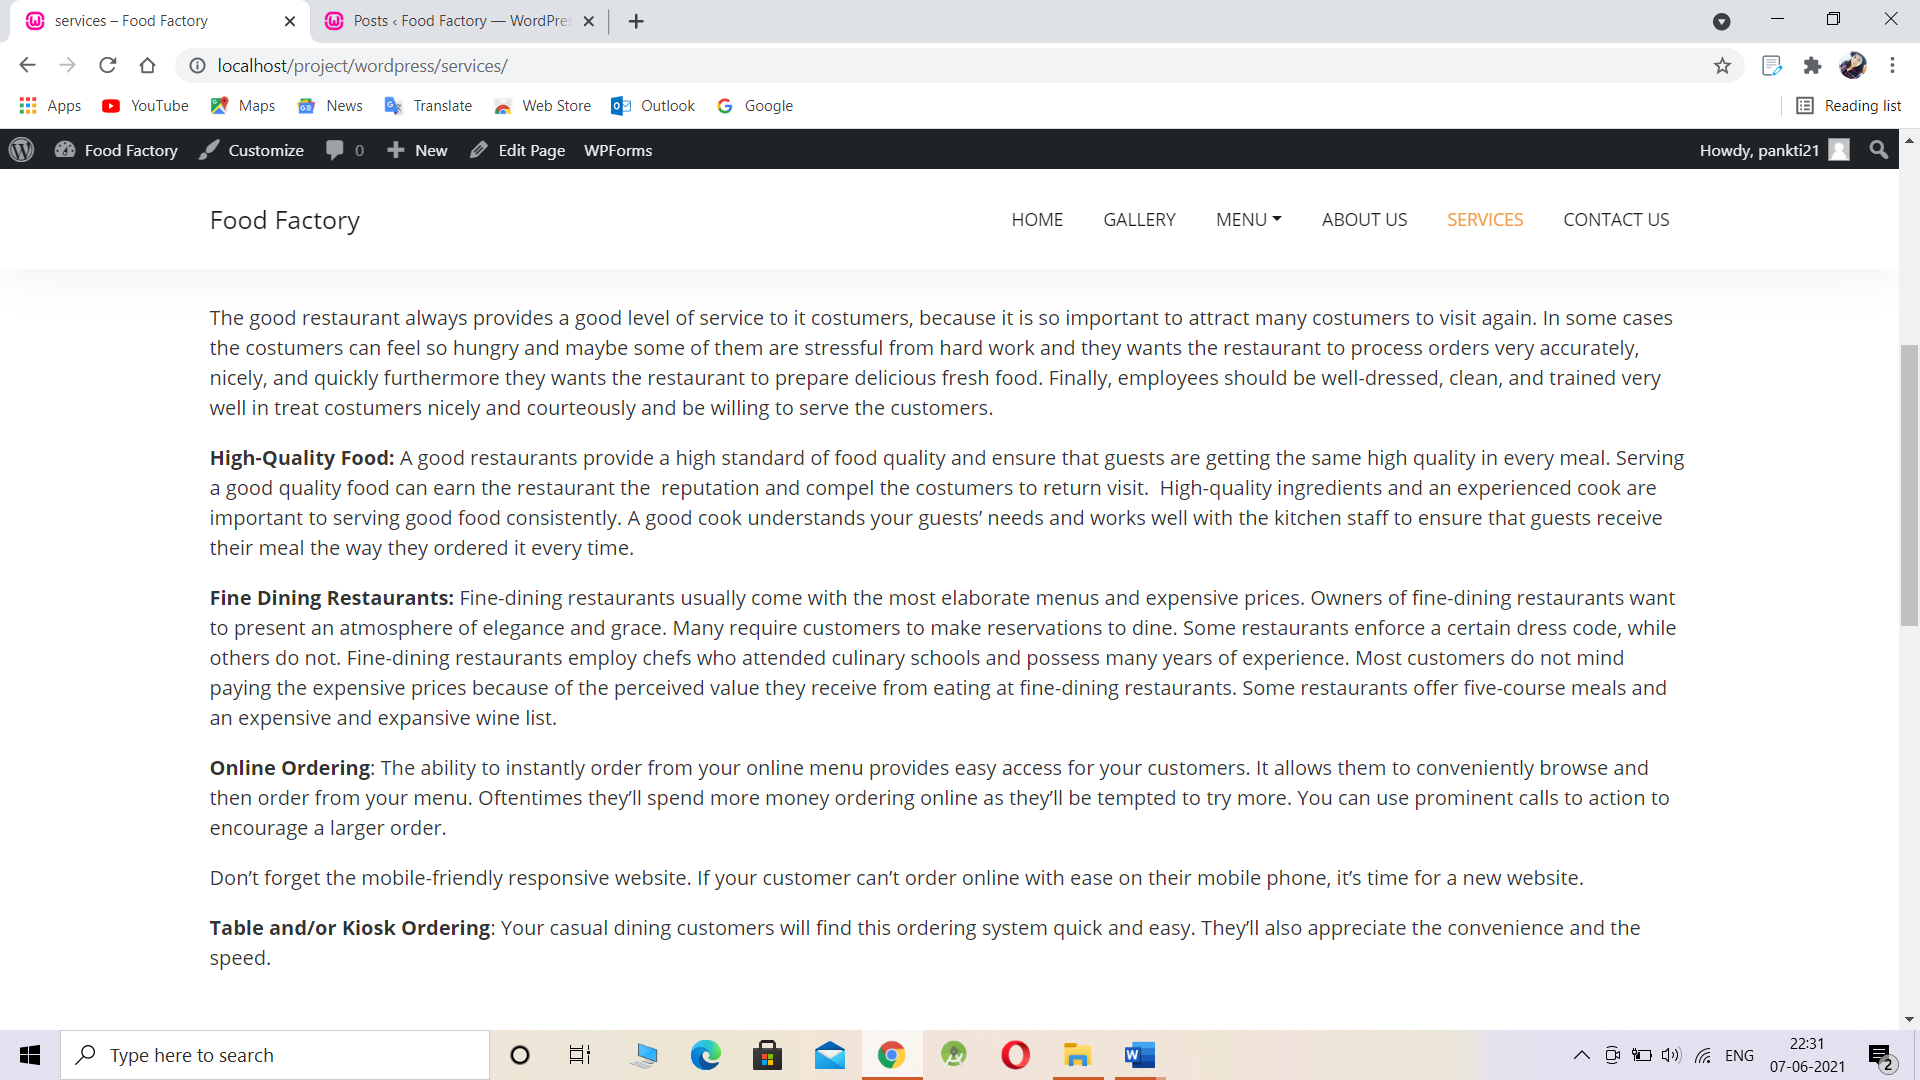 services – Food Factory
Posts ‹ Food Factory — WordPres
localhost/project/wordpress/services/
Apps YouTube Maps News Translate Web Store Outlook Google Reading list
Food Factory Customize 0 New Edit Page WPForms Howdy, pankti21
Food Factory HOME GALLERY MENU ABOUT US SERVICES CONTACT US
The good restaurant always provides a good level of service to it costumers, because it is so important to attract many costumers to visit again. In some cases
the costumers can feel so hungry and maybe some of them are stressful from hard work and they wants the restaurant to process orders very accurately,
nicely, and quickly furthermore they wants the restaurant to prepare delicious fresh food. Finally, employees should be well-dressed, clean, and trained very
well in treat costumers nicely and courteously and be willing to serve the customers.
High-Quality Food: A good restaurants provide a high standard of food quality and ensure that guests are getting the same high quality in every meal. Serving
a good quality food can earn the restaurant the  reputation and compel the costumers to return visit.  High-quality ingredients and an experienced cook are
important to serving good food consistently. A good cook understands your guests’ needs and works well with the kitchen staff to ensure that guests receive
their meal the way they ordered it every time.
Fine Dining Restaurants: Fine-dining restaurants usually come with the most elaborate menus and expensive prices. Owners of fine-dining restaurants want
to present an atmosphere of elegance and grace. Many require customers to make reservations to dine. Some restaurants enforce a certain dress code, while
others do not. Fine-dining restaurants employ chefs who attended culinary schools and possess many years of experience. Most customers do not mind
paying the expensive prices because of the perceived value they receive from eating at fine-dining restaurants. Some restaurants offer five-course meals and
an expensive and expansive wine list.
Online Ordering: The ability to instantly order from your online menu provides easy access for your customers. It allows them to conveniently browse and
then order from your menu. Oftentimes they’ll spend more money ordering online as they’ll be tempted to try more. You can use prominent calls to action to
encourage a larger order.
Don’t forget the mobile-friendly responsive website. If your customer can’t order online with ease on their mobile phone, it’s time for a new website.
Table and/or Kiosk Ordering: Your casual dining customers will find this ordering system quick and easy. They’ll also appreciate the convenience and the
speed.
Type here to search
ENG
22:31
07-06-2021
2